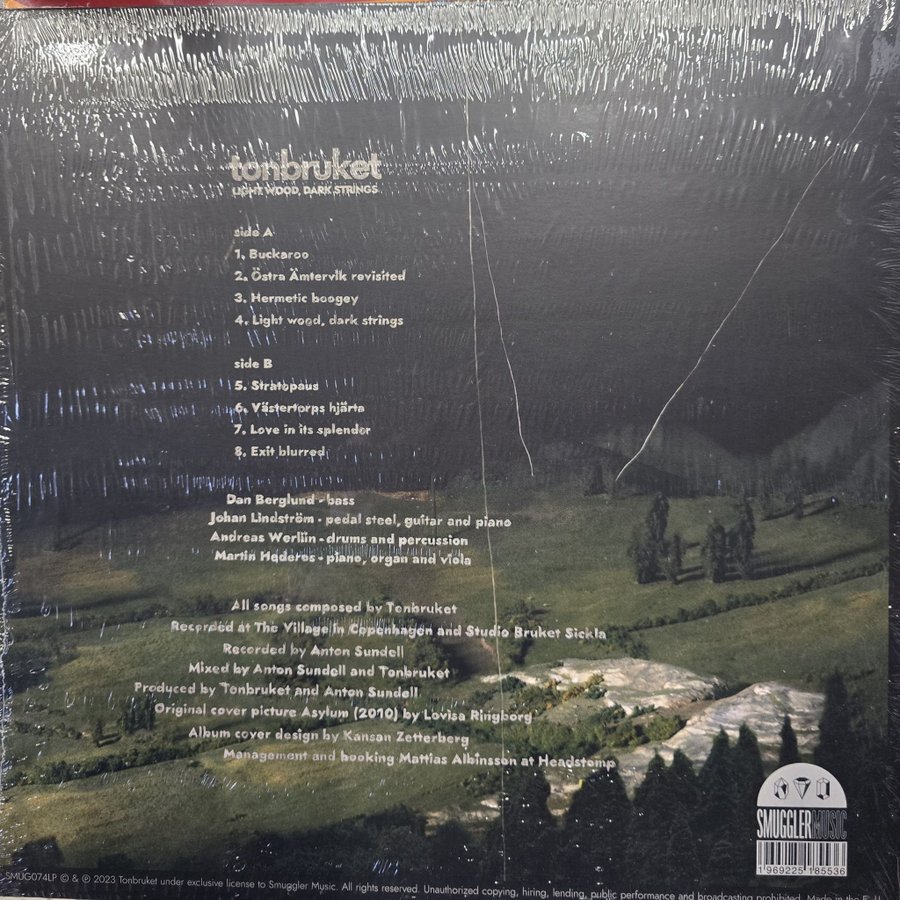 tonbruket
LIGHT WOOD, DARK STRINGS
side A
1. Buckaroo
2. Östra Ämtervik revisited
3. Hermetic boogey
4. Light wood, dark strings
side B
5. Stratopaus
6. Västertorps hjärta
7. Love in its splendor
8. Exit blurred
Dan Berglund - bass
Johan Lindström - pedal steel, guitar and piano
Andreas Werliin - drums and percussion
Martin Hederos - piano, organ and viola
All songs composed by Tonbruket
Recorded at The Village in Copenhagen and Studio Bruket Sickla
Recorded by Anton Sundell
Mixed by Anton Sundell and Tonbruket
Produced by Tonbruket and Anton Sundell
Original cover picture Asylum (2010) by Lovisa Ringborg
Album cover design by Kansan Zetterberg
Management and booking Mattias Albinsson at Headstomp
SMUGGLERMUSIC
1 969225 185536
SMUG074LP © & ℗ 2023 Tonbruket under exclusive license to Smuggler Music. All rights reserved. Unauthorized copying, hiring, lending, public performance and broadcasting prohibited. Made in the E.U.